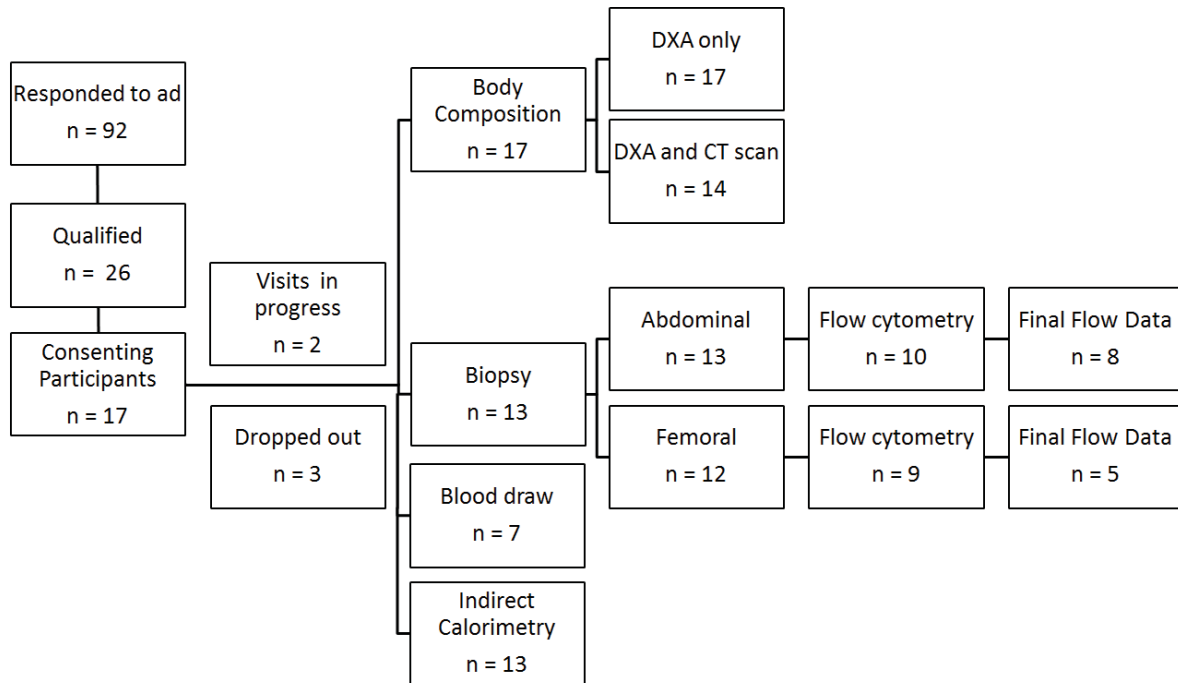 Responded to ad
n = 92
Qualified
n = 26
Consenting
Participants
n = 17
Visits in
progress
n = 2
Dropped out
n = 3
Body
Composition
n = 17
DXA only
n = 17
DXA and CT scan
n = 14
Biopsy
n = 13
Abdominal
n = 13
Flow cytometry
n = 10
Final Flow Data
n = 8
Femoral
n = 12
Flow cytometry
n = 9
Final Flow Data
n = 5
Blood draw
n = 7
Indirect
Calorimetry
n = 13